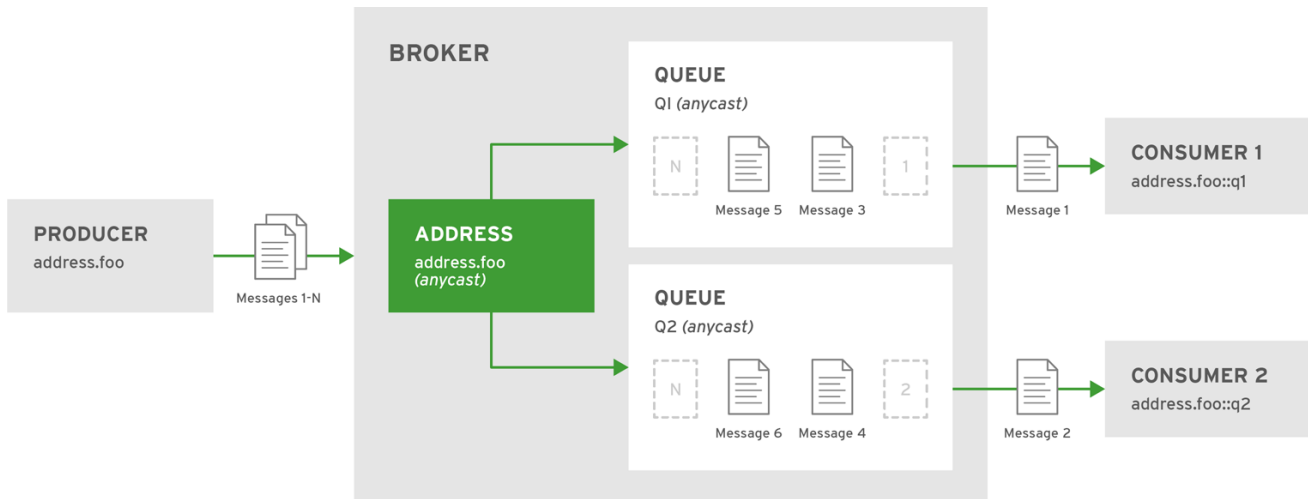 BROKER
PRODUCER
address.foo
Messages 1-N
ADDRESS
address.foo
(anycast)
QUEUE
Q1 (anycast)
N
1
Message 5
Message 3
QUEUE
Q2 (anycast)
N
2
Message 6
Message 4
Message 1
CONSUMER 1
address.foo::q1
Message 2
CONSUMER 2
address.foo::q2